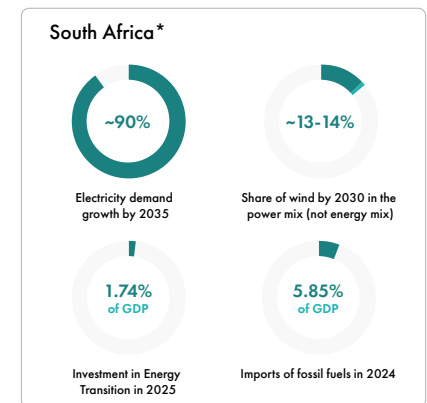 South Africa*
~90%
~13-14%
Electricity demand
growth by 2035
Share of wind by 2030 in the
power mix (not energy mix)
1.74%
of GDP
5.85%
of GDP
Investment in Energy
Transition in 2025
Imports of fossil fuels in 2024